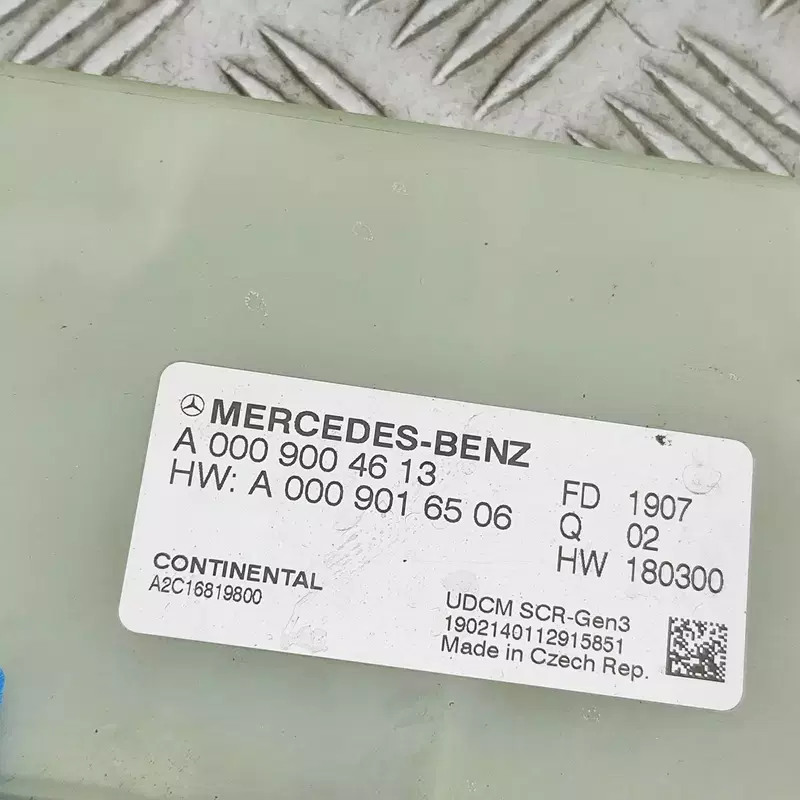 MERCEDES-BENZ
A 000 900 46 13
HW: A 000 901 65 06
FD 1907
Q 02
HW 180300
CONTINENTAL
A2C16819800
UDCM SCR-Gen3
1902140112915851
Made in Czech Rep.